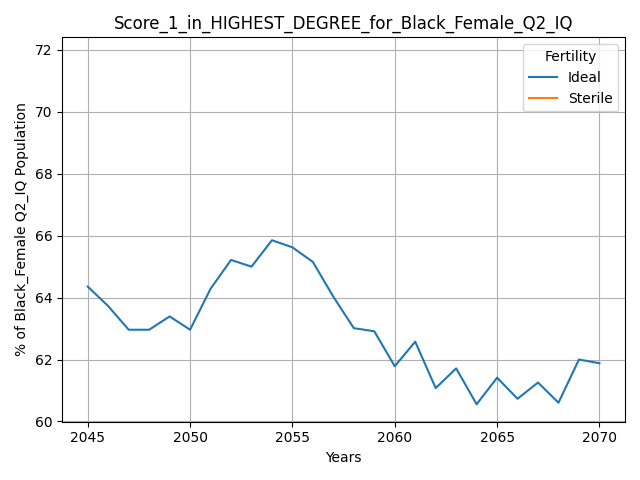 Score_1_in_HIGHEST_DEGREE_for_Black_Female_Q2_IQ
% of Black_Female Q2_IQ Population
72
70
68
66
64
62
60
Fertility
Ideal
Sterile
2045 2050 2055 2060 2065 2070
Years